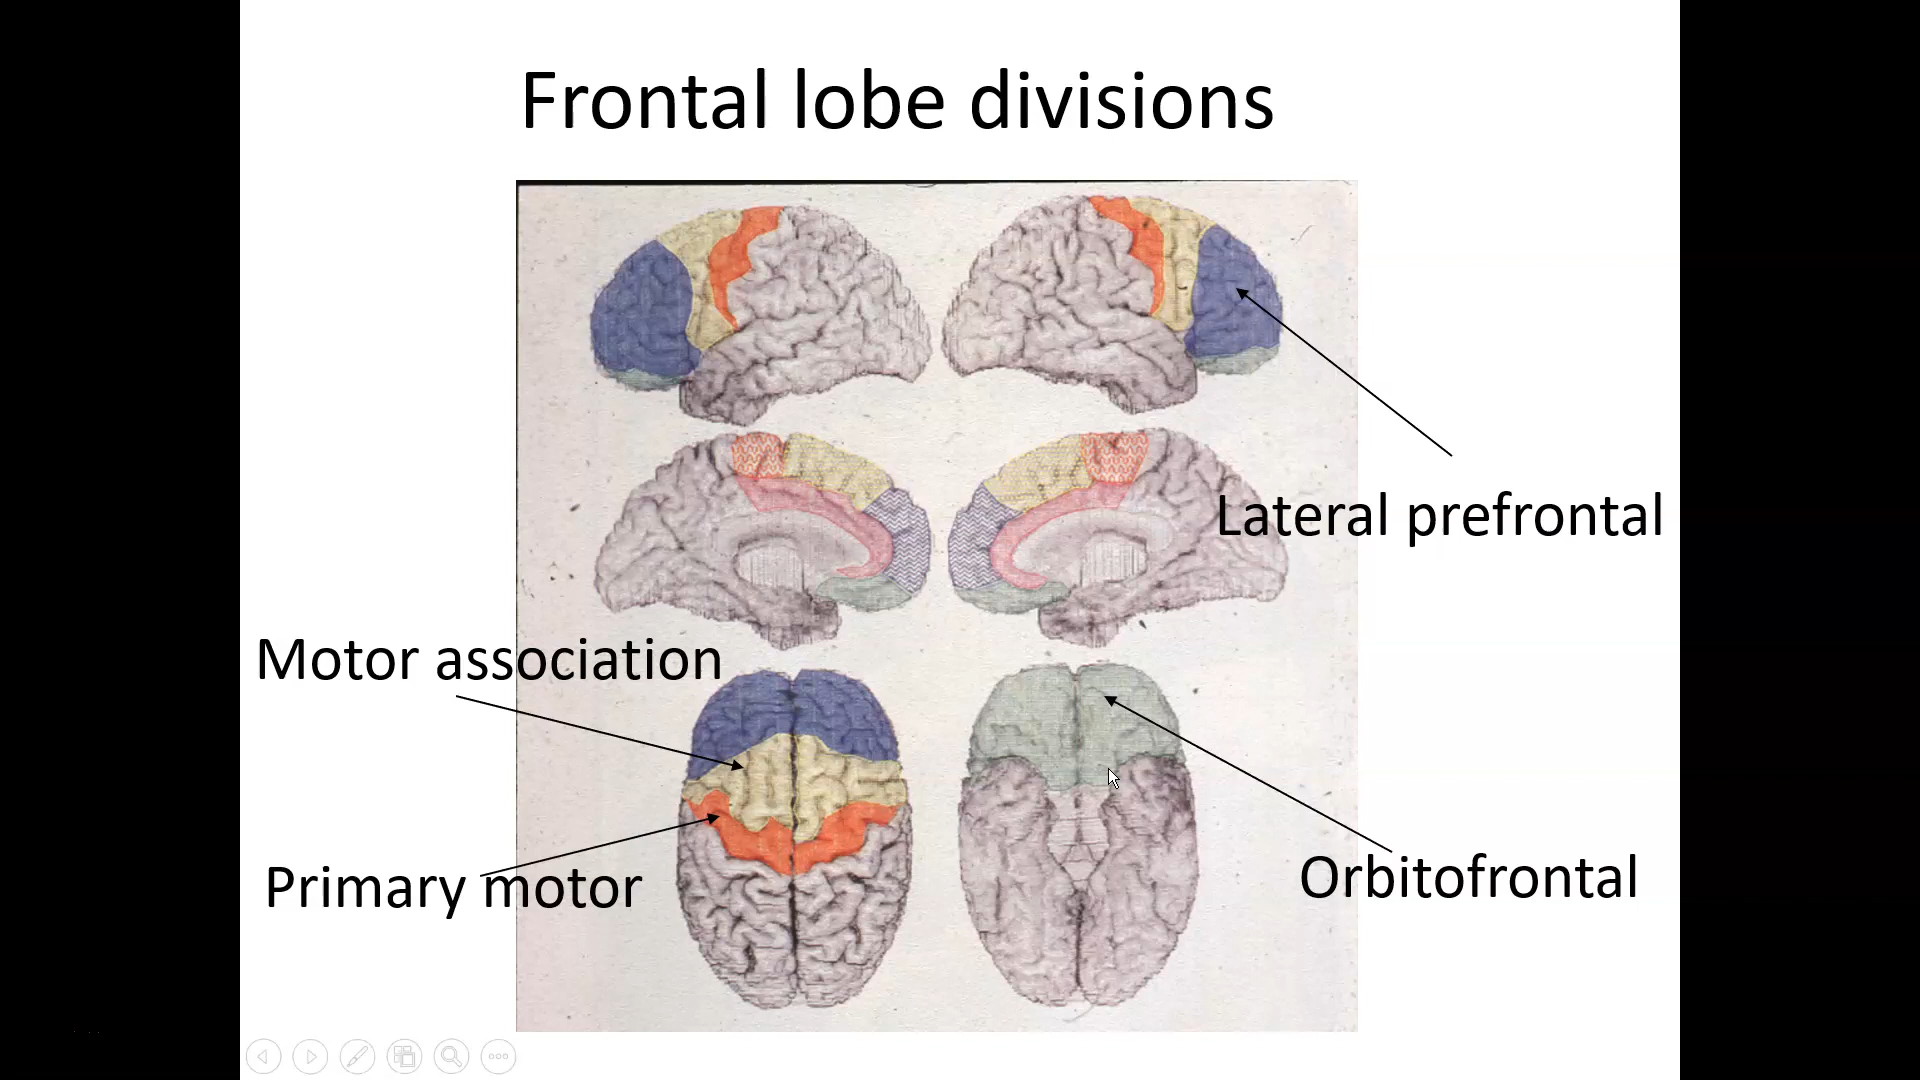 Frontal lobe divisions
Lateral prefrontal
Motor association
Primary motor
Orbitofrontal